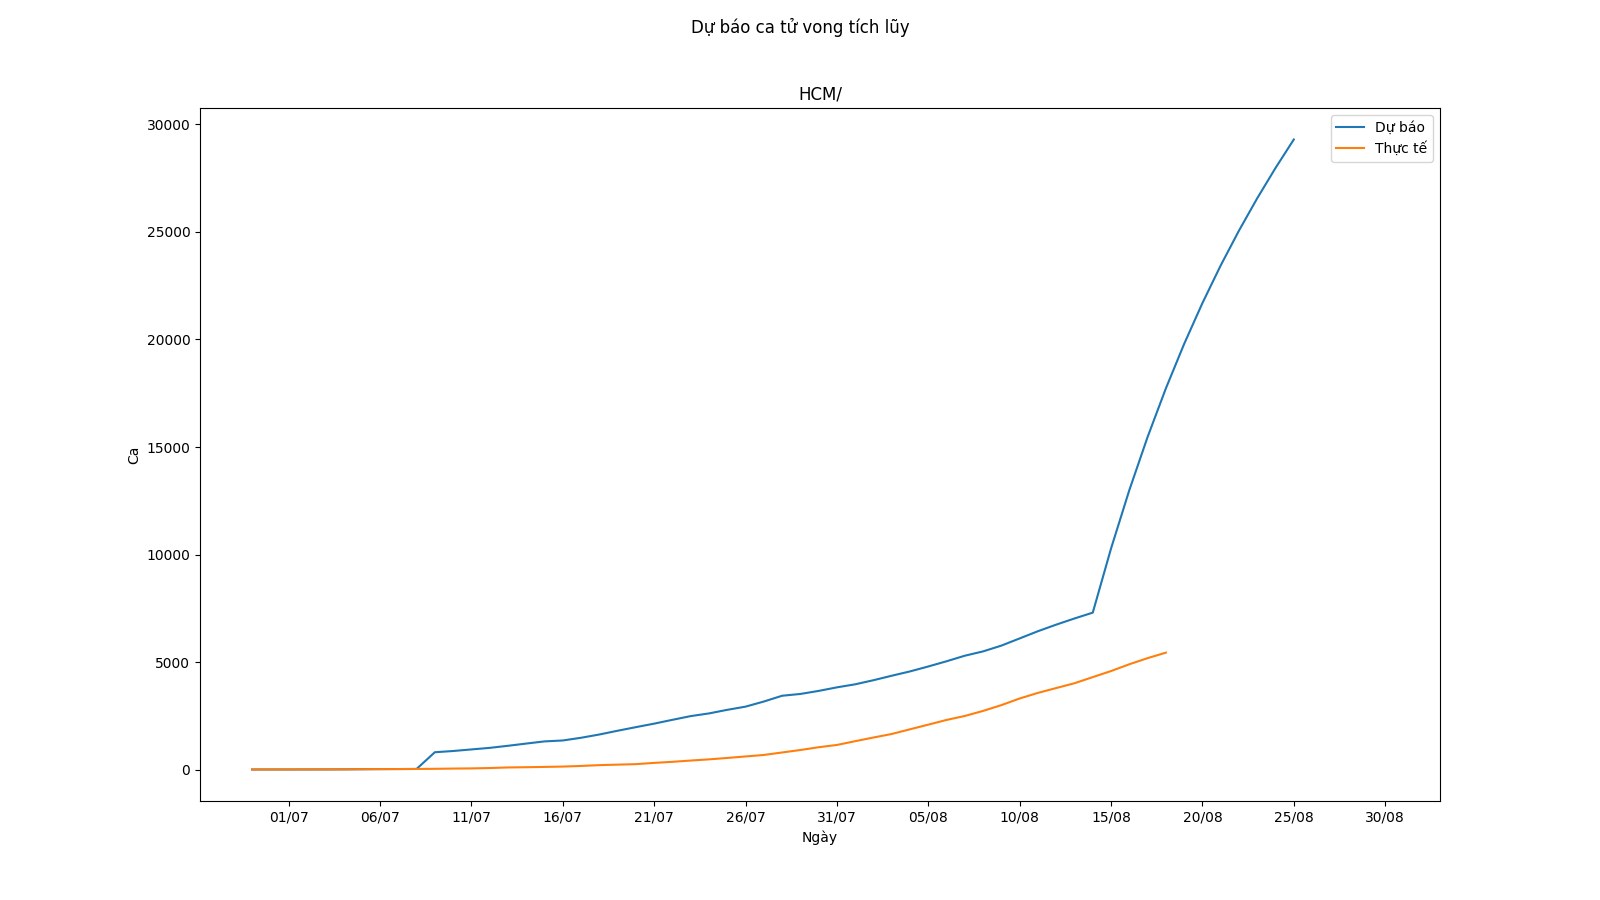 Dự báo ca tử vong tích lũy
HCM/
30000
25000
20000
15000
10000
5000
0
Ca
Dự báo
Thực tế
01/07 06/07 11/07 16/07 21/07 26/07 31/07 05/08 10/08 15/08 20/08 25/08 30/08
Ngày